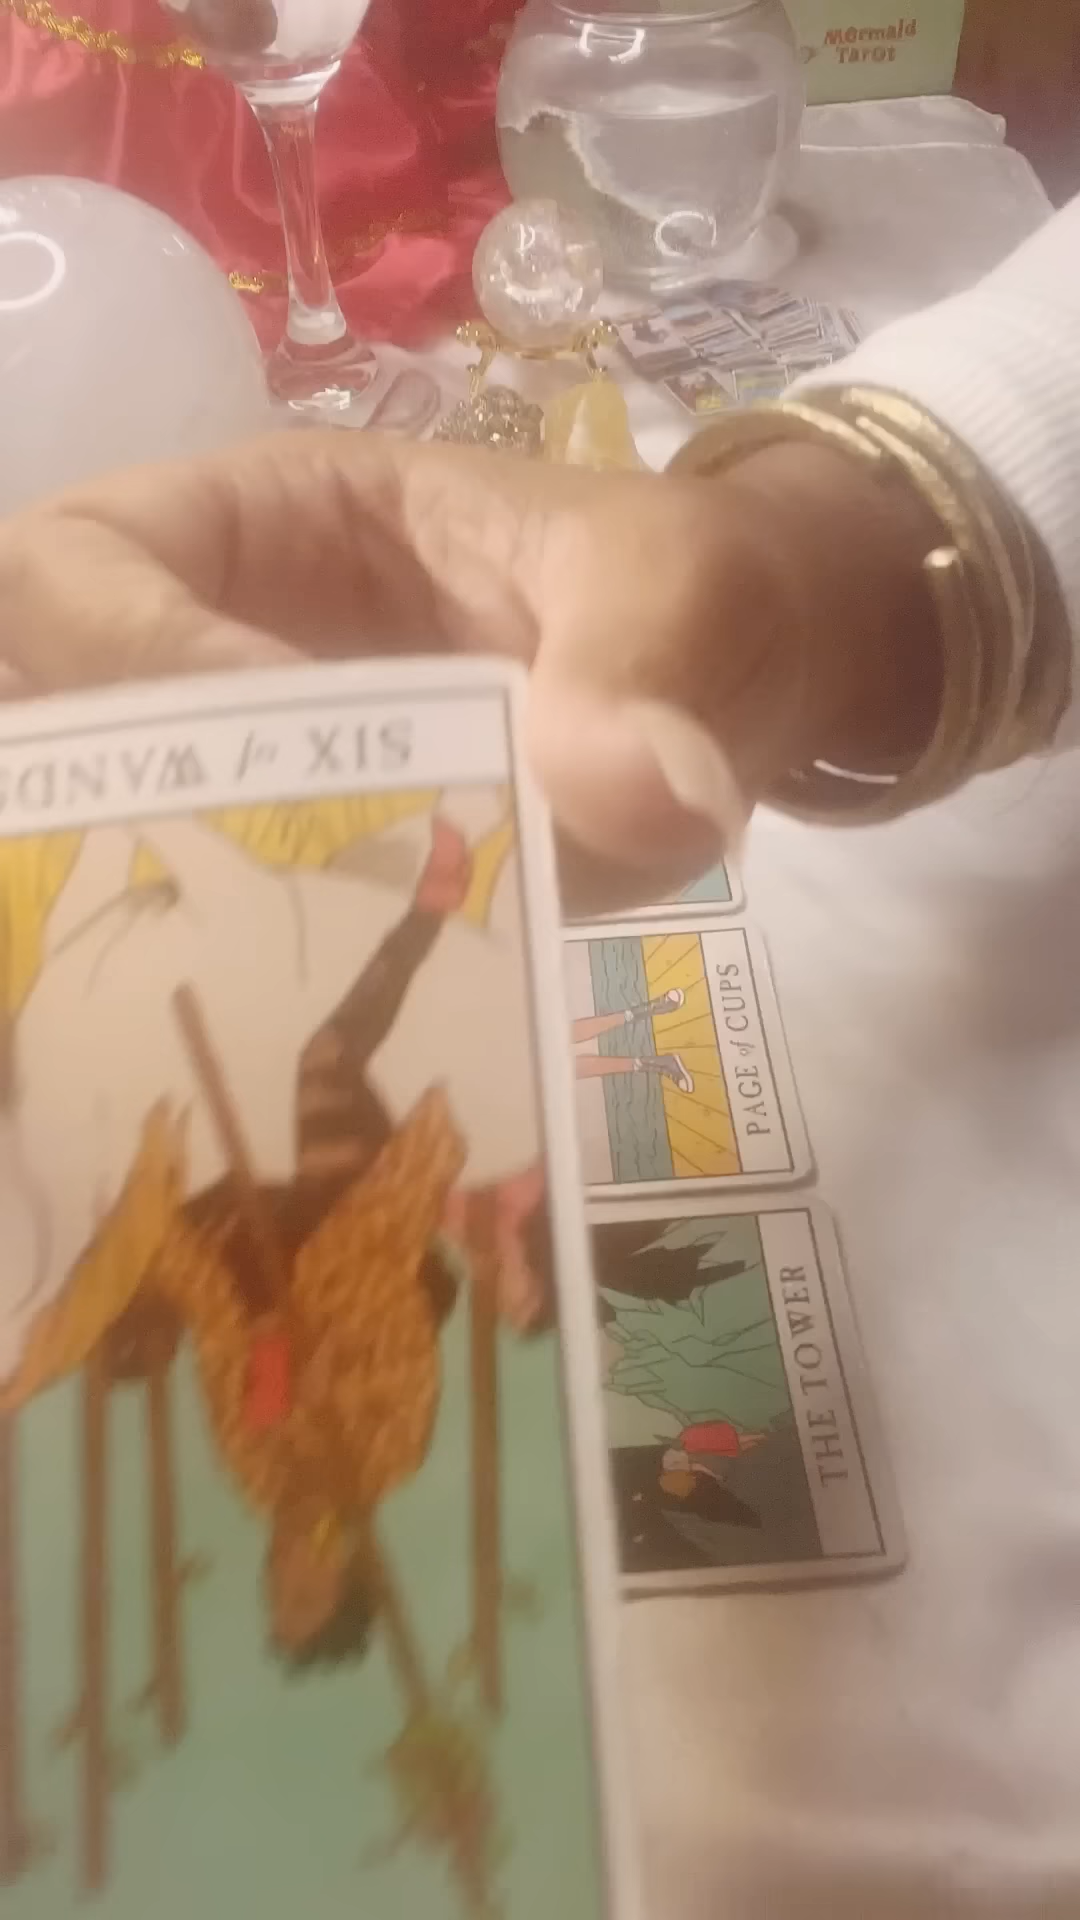 Mermaid
Tarot
SIX of WANDS
PAGE of CUPS
THE TOWER